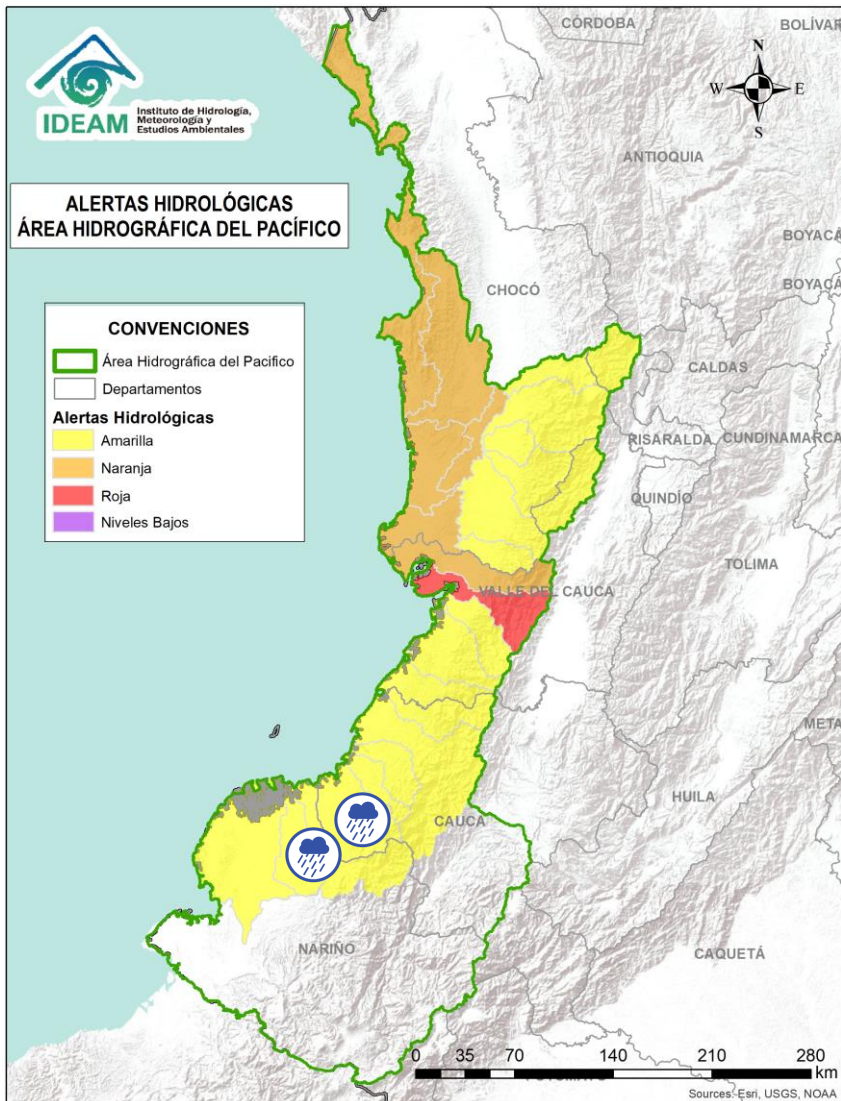 CÓRDOBA
BOLÍVAR
N
W
E
S
IDEAM
Instituto de Hidrología,
Meteorología y
Estudios Ambientales
ANTIOQUIA
ALERTAS HIDROLÓGICAS
ÁREA HIDROGRÁFICA DEL PACÍFICO
BOYACÁ
CHOCÓ
BOYACÁ
CONVENCIONES
Área Hidrográfica del Pacifico
Departamentos
Alertas Hidrológicas
Amarilla
Naranja
Roja
Niveles Bajos
CALDAS
RISARALDA
CUNDINAMARCA
QUINDÍO
TOLIMA
VALLE DEL CAUCA
META
HUILA
CAUCA
NARIÑO
CAQUETÁ
0 35 70 140 210 280
km
Sources: Esri, USGS, NOAA